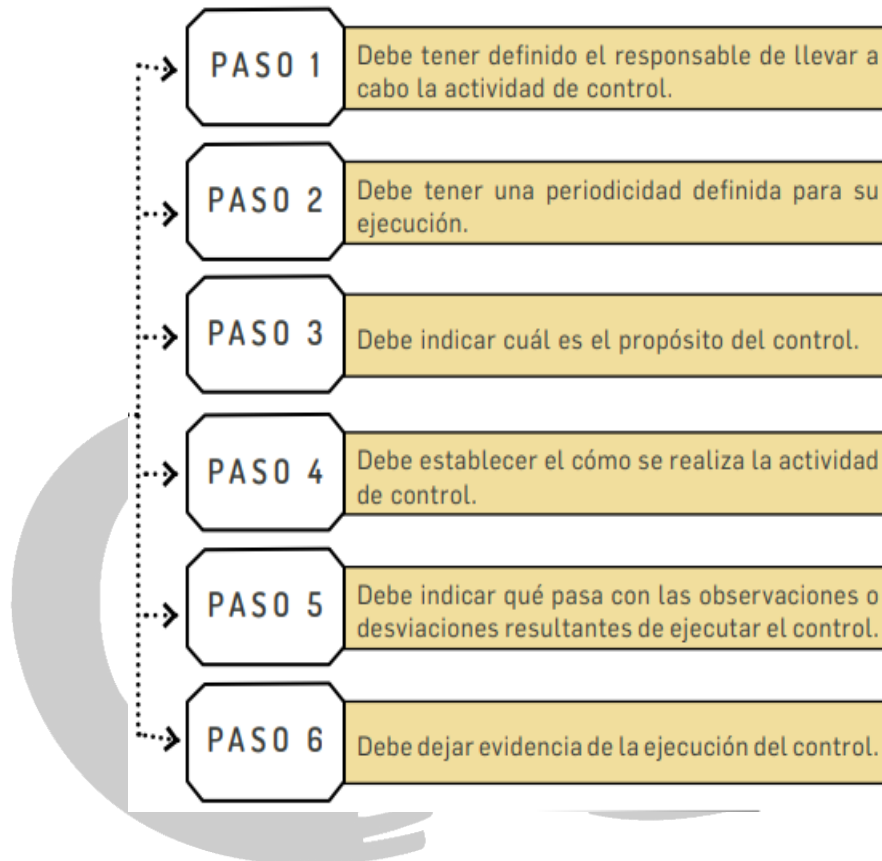 PASO 1
Debe tener definido el responsable de llevar a
cabo la actividad de control.
PASO 2
Debe tener una periodicidad definida para su
ejecución.
PASO 3
Debe indicar cuál es el propósito del control.
PASO 4
Debe establecer el cómo se realiza la actividad
de control.
PASO 5
Debe indicar qué pasa con las observaciones o
desviaciones resultantes de ejecutar el control.
PASO 6
Debe dejar evidencia de la ejecución del control.